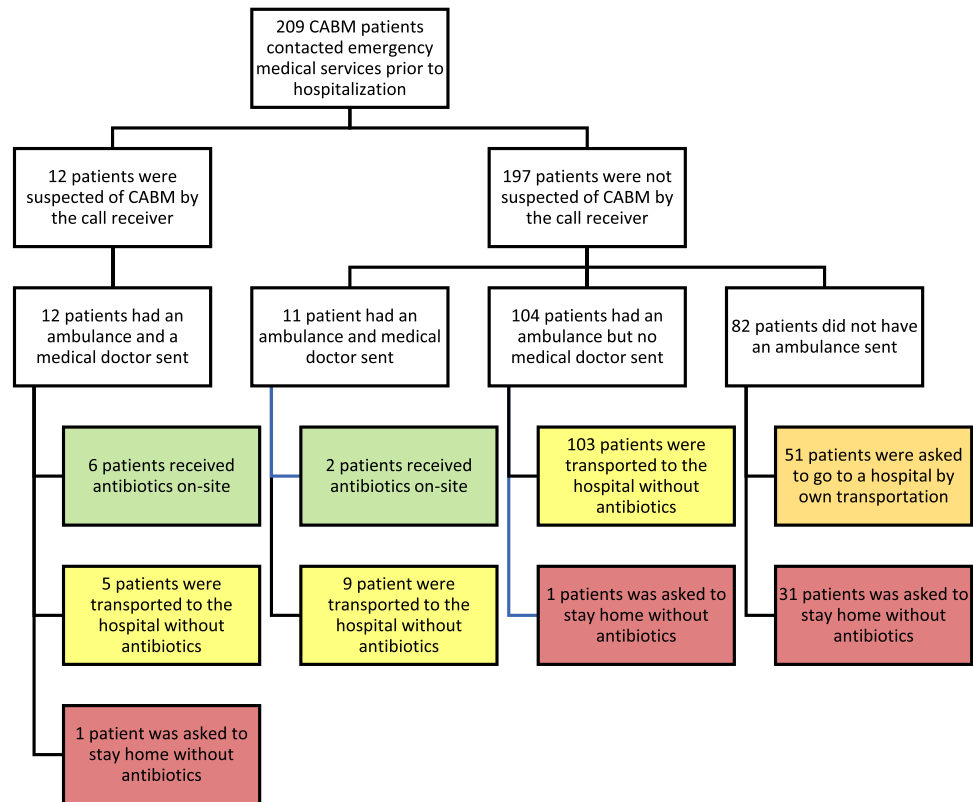 209 CABM patients
contacted emergency
medical services prior to
hospitalization
12 patients were
suspected of CABM by
the call receiver
197 patients were not
suspected of CABM by
the call receiver
12 patients had an
ambulance and a
medical doctor sent
11 patient had an
ambulance and medical
doctor sent
104 patients had an
ambulance but no
medical doctor sent
82 patients did not have
an ambulance sent
6 patients received
antibiotics on-site
2 patients received
antibiotics on-site
103 patients were
transported to the
hospital without
antibiotics
51 patients were asked
to go to a hospital by
own transportation
5 patients were
transported to the
hospital without
antibiotics
9 patient were
transported to the
hospital without
antibiotics
1 patients was asked to
stay home without
antibiotics
31 patients was asked to
stay home without
antibiotics
1 patient was asked to
stay home without
antibiotics